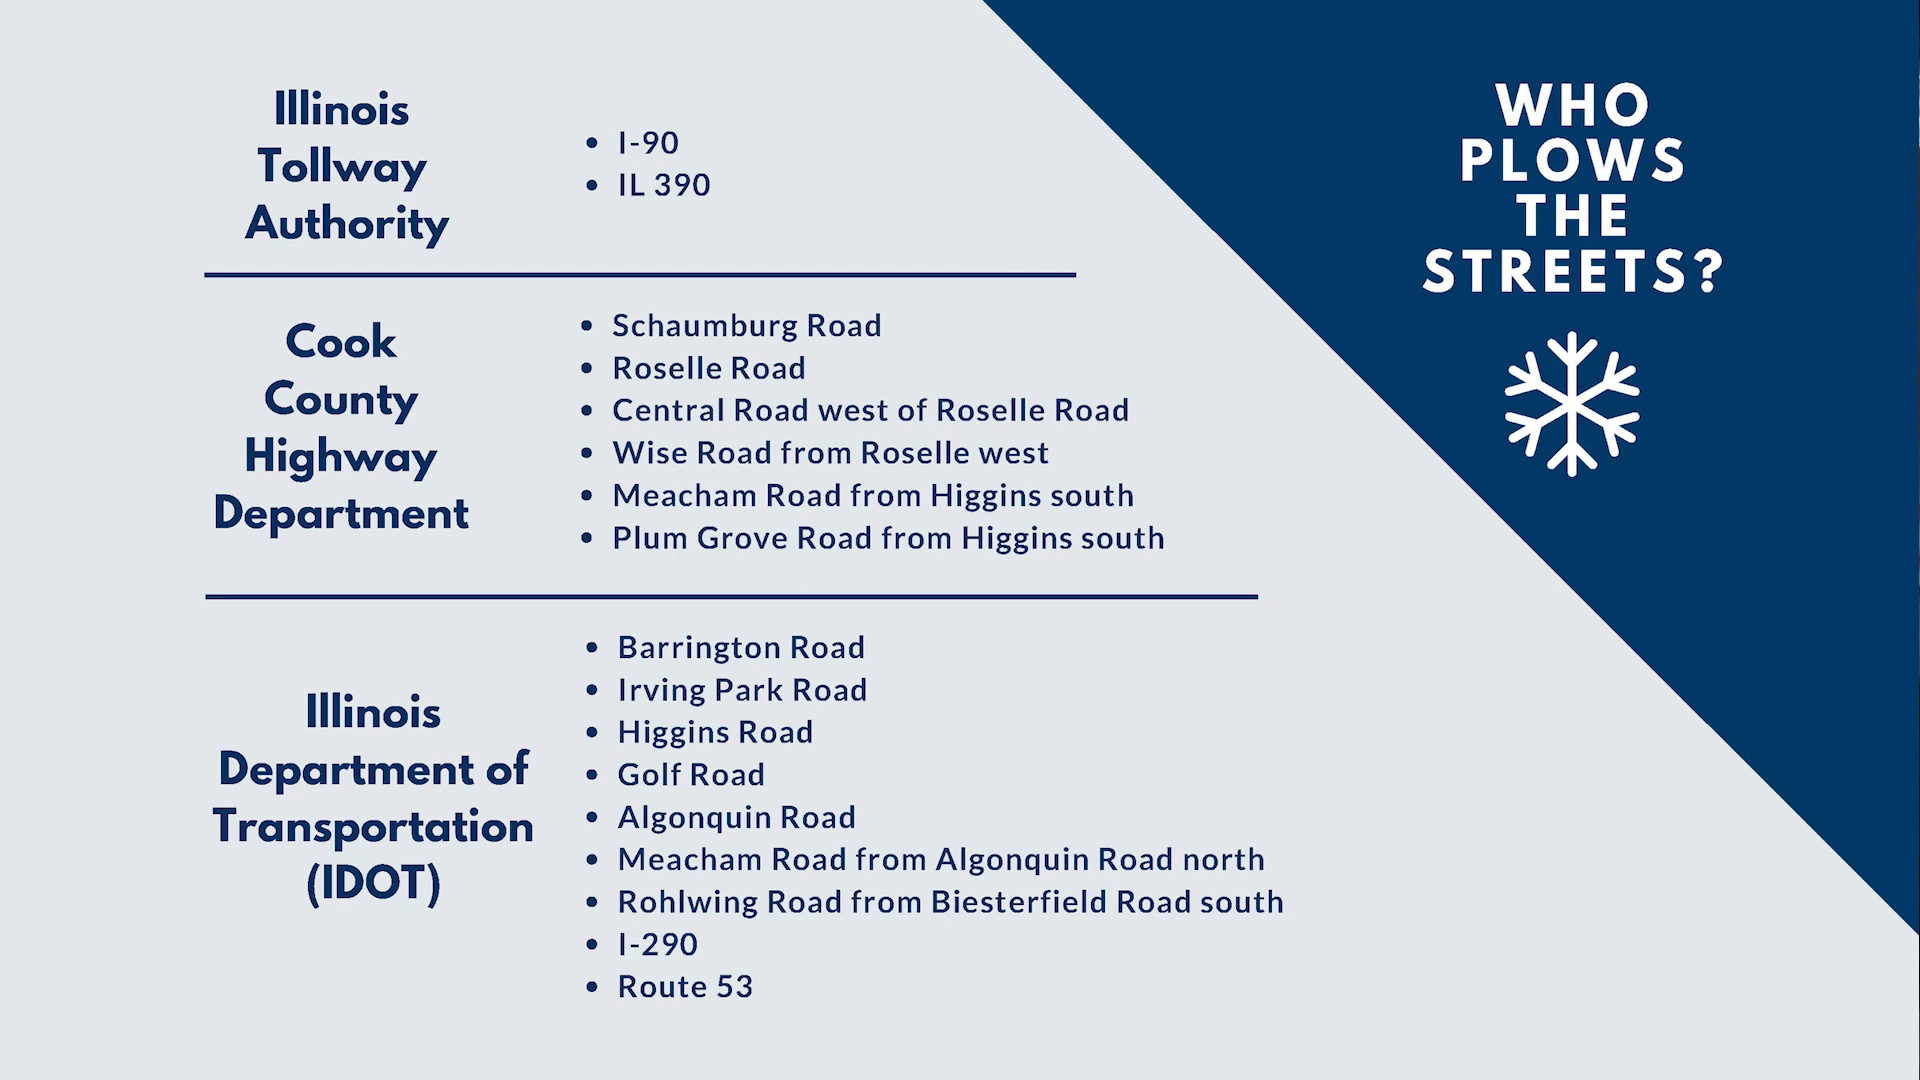 WHO
PLOWS
THE
STREETS?
Illinois
Tollway
Authority
• I-90
• IL 390
Cook
County
Highway
Department
• Schaumburg Road
• Roselle Road
• Central Road west of Roselle Road
• Wise Road from Roselle west
• Meacham Road from Higgins south
• Plum Grove Road from Higgins south
Illinois
Department of
Transportation
(IDOT)
• Barrington Road
• Irving Park Road
• Higgins Road
• Golf Road
• Algonquin Road
• Meacham Road from Algonquin Road north
• Rohlwing Road from Biesterfield Road south
• I-290
• Route 53